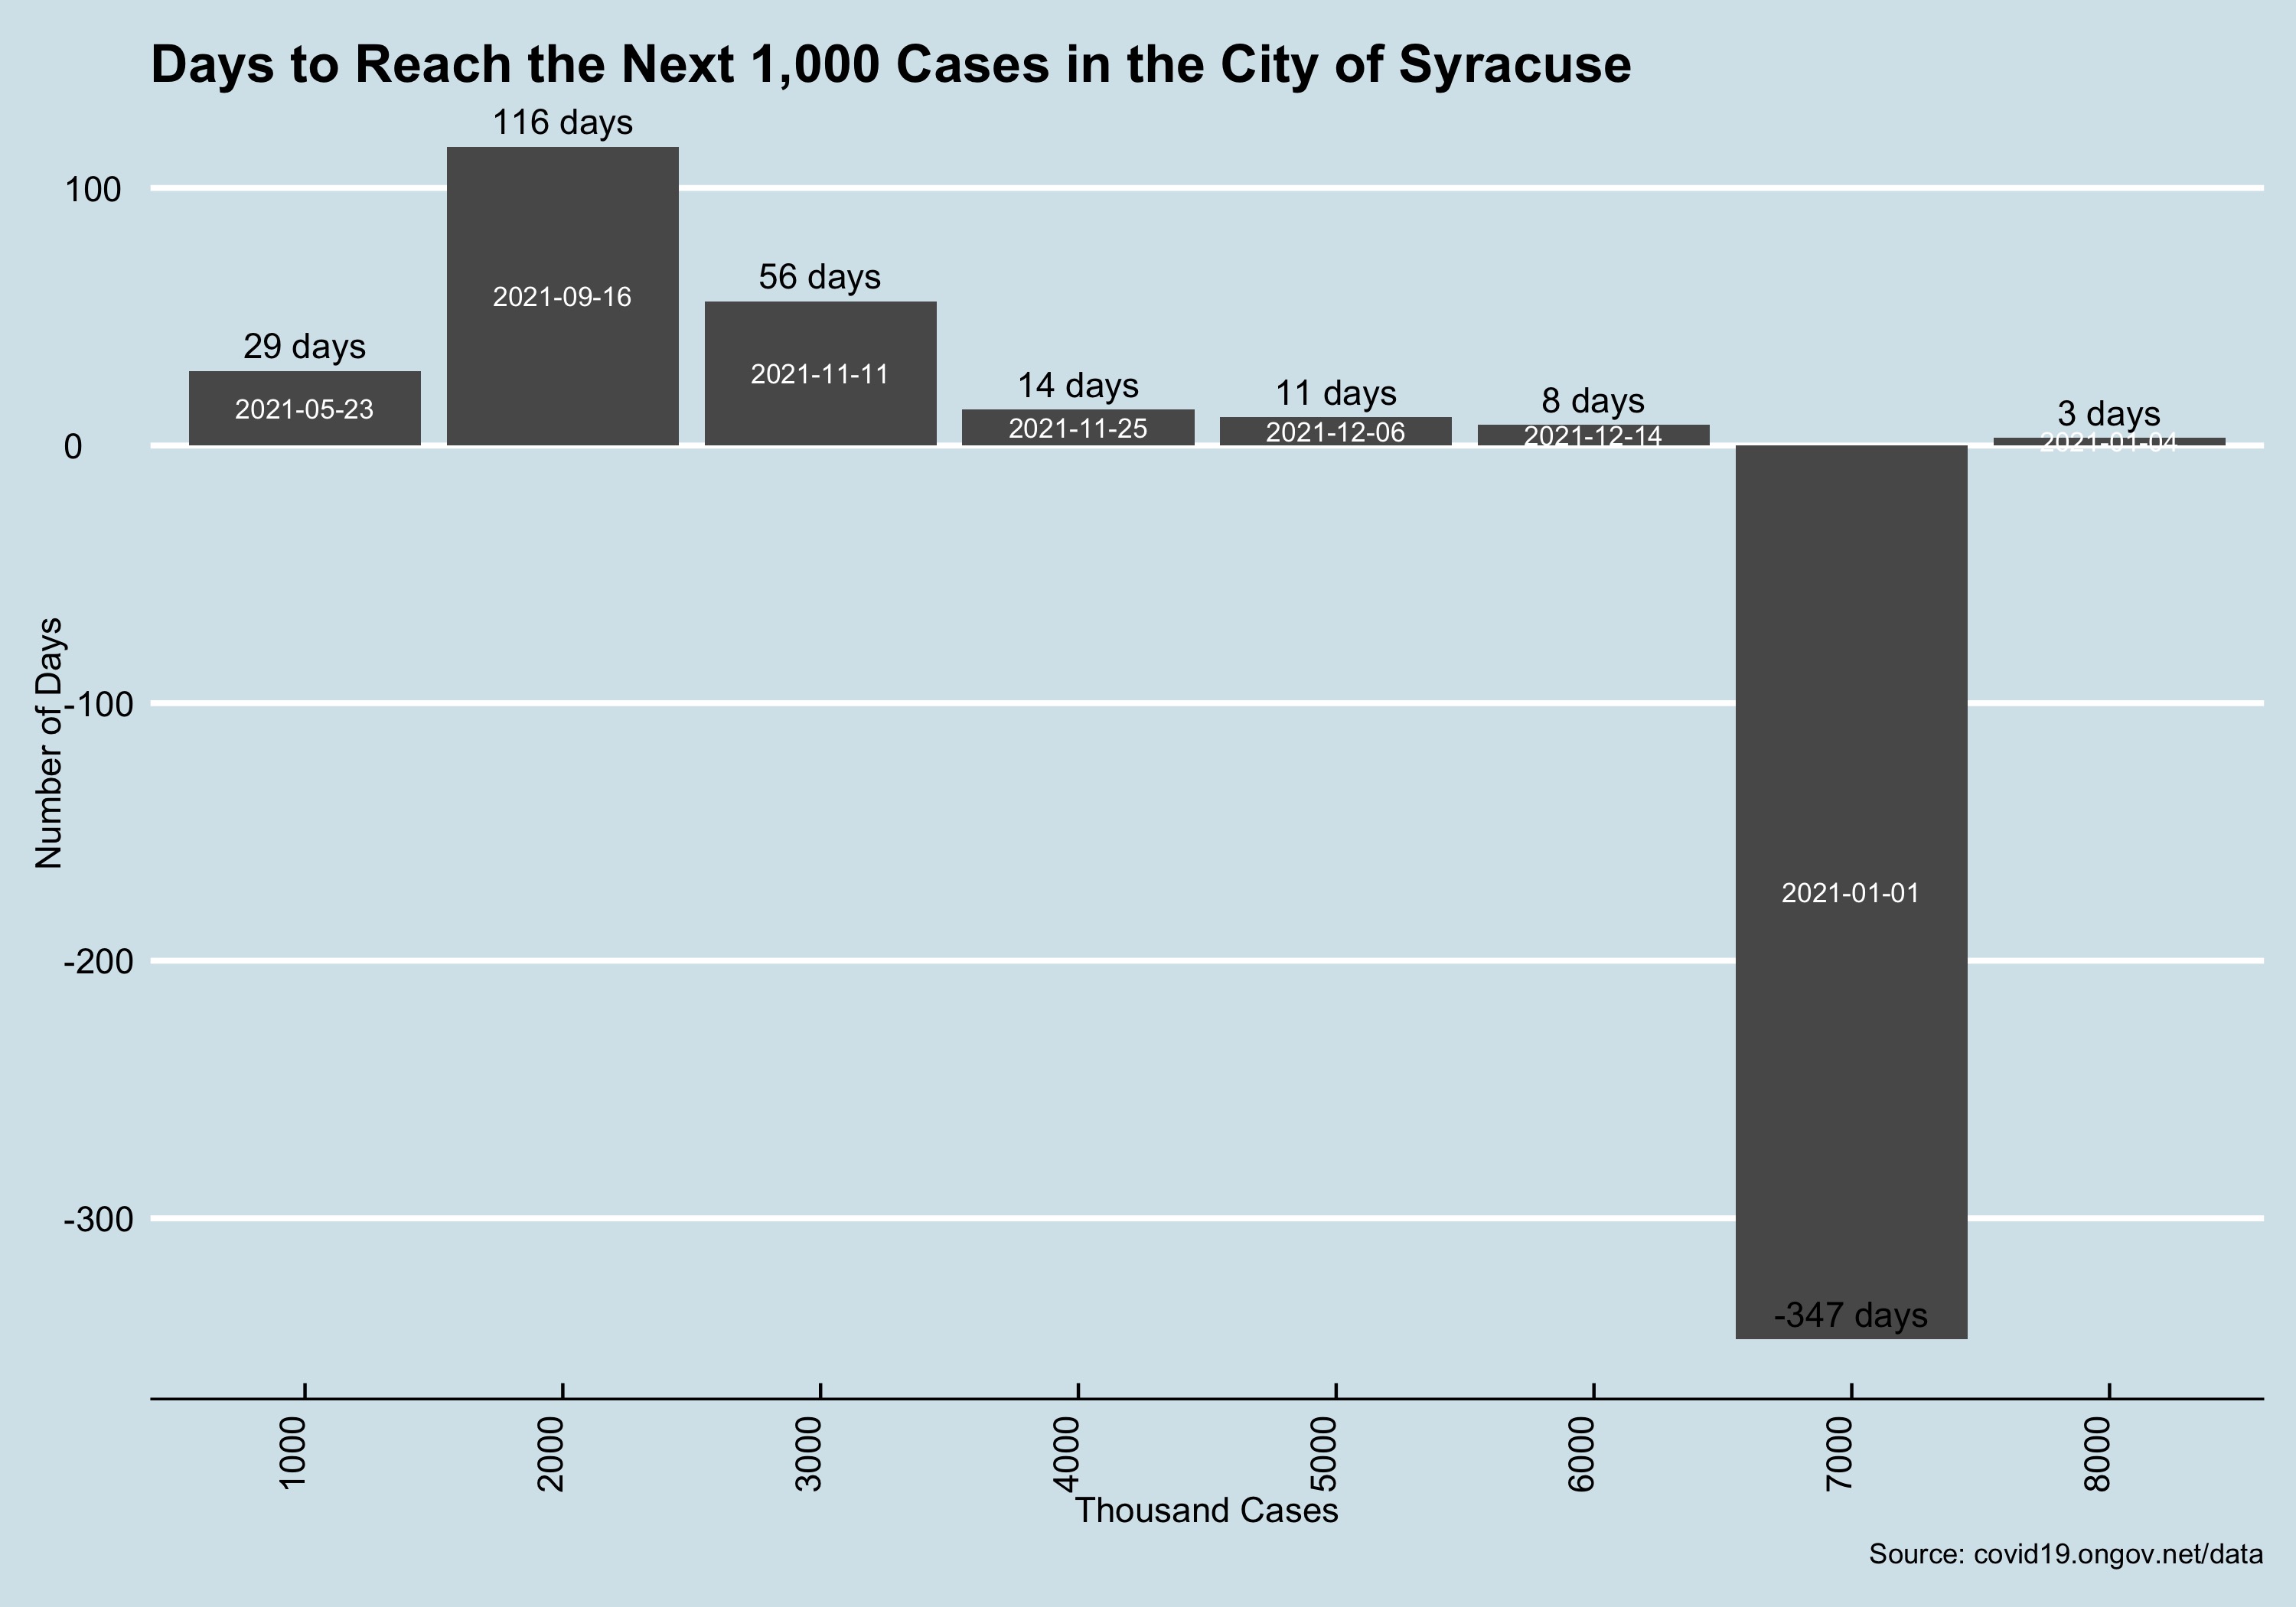 Days to Reach the Next 1,000 Cases in the City of Syracuse
116 days
100
2021-09-16
56 days
29 days
2021-11-11
14 days
11 days
8 days
3 days
2021-05-23
2021-11-25
2021-12-06
2021-12-14
2021-01-04
0
Number of Days
-100
2021-01-01
-200
-300
-347 days
1000
2000
3000
4000
5000
6000
7000
8000
Thousand Cases
Source: covid19.ongov.net/data